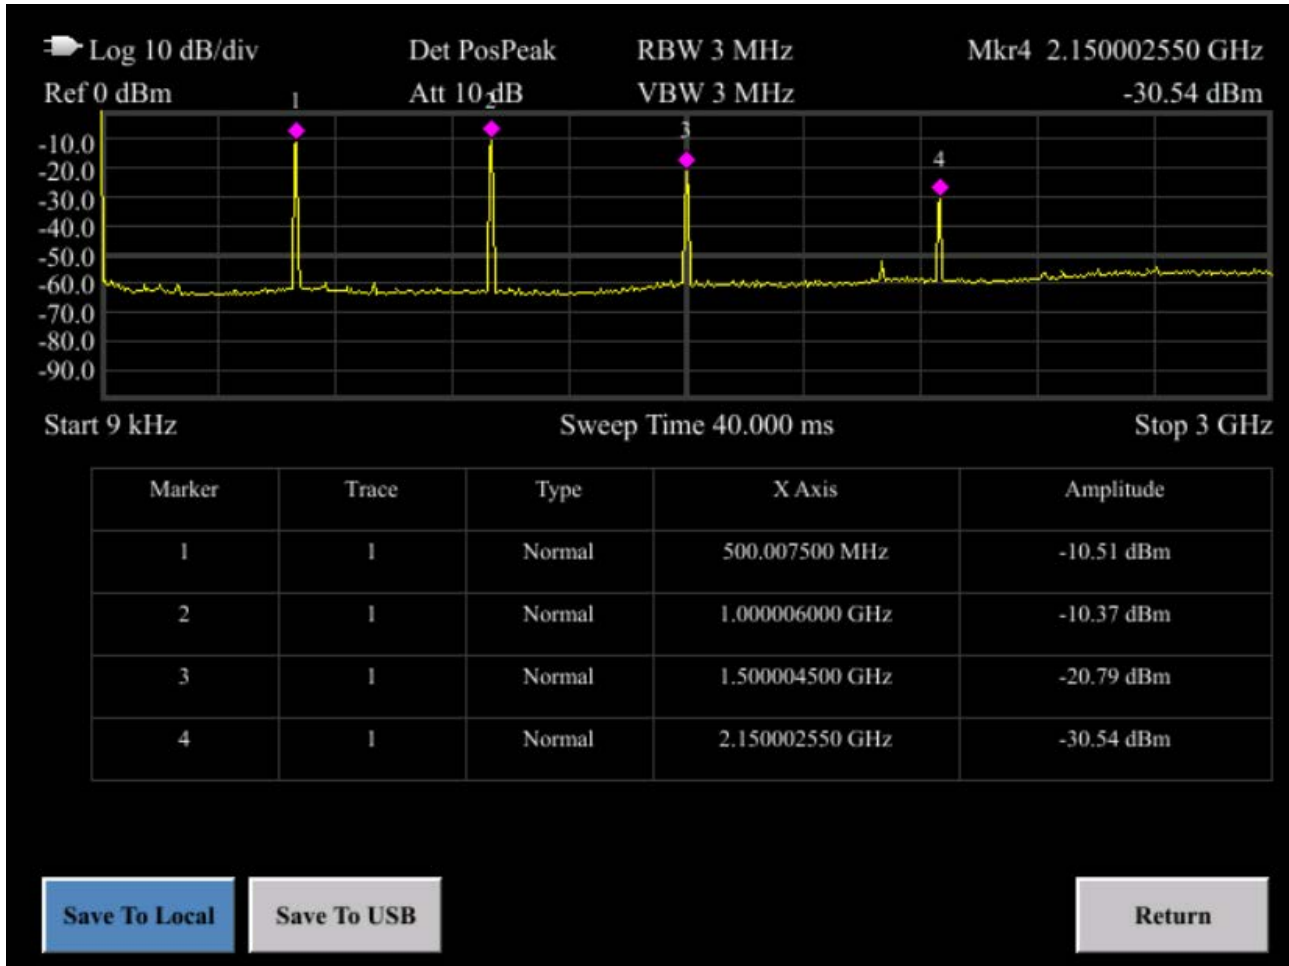 Log 10 dB/div Det PosPeak RBW 3 MHz Mkr4 2.150002550 GHz
Ref 0 dBm Att 10 dB VBW 3 MHz -30.54 dBm
1 2 3 4
-10.0
-20.0
-30.0
-40.0
-50.0
-60.0
-70.0
-80.0
-90.0
Start 9 kHz Sweep Time 40.000 ms Stop 3 GHz
Marker Trace Type X Axis Amplitude
1 1 Normal 500.007500 MHz -10.51 dBm
2 1 Normal 1.000006000 GHz -10.37 dBm
3 1 Normal 1.500004500 GHz -20.79 dBm
4 1 Normal 2.150002550 GHz -30.54 dBm
Save To Local Save To USB Return